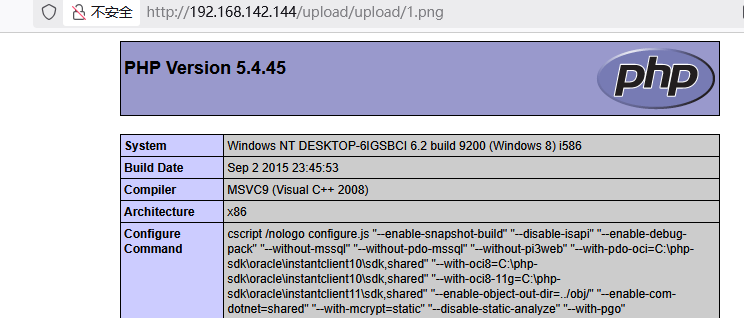 不安全
http://192.168.142.144/upload/upload/1.png
PHP Version 5.4.45
php
System
Windows NT DESKTOP-6IGSBCI 6.2 build 9200 (Windows 8) i586
Build Date
Sep 2 2015 23:45:53
Compiler
MSVC9 (Visual C++ 2008)
Architecture
x86
Configure
Command
cscript /nologo configure.js "--enable-snapshot-build" "--disable-isapi" "--enable-debug-
pack" "--without-mssql" "--without-pdo-mssql" "--without-pi3web" "--with-pdo-oci=C:\php-
sdk\oracle\instantclient10\sdk,shared" "--with-oci8=C:\php-
sdk\oracle\instantclient10\sdk,shared" "--with-oci8-11g=C:\php-
sdk\oracle\instantclient11\sdk,shared" "--enable-object-out-dir=../obj/" "--enable-com-
dotnet=shared" "--with-mcrypt=static" "--disable-static-analyze" "--with-pgo"